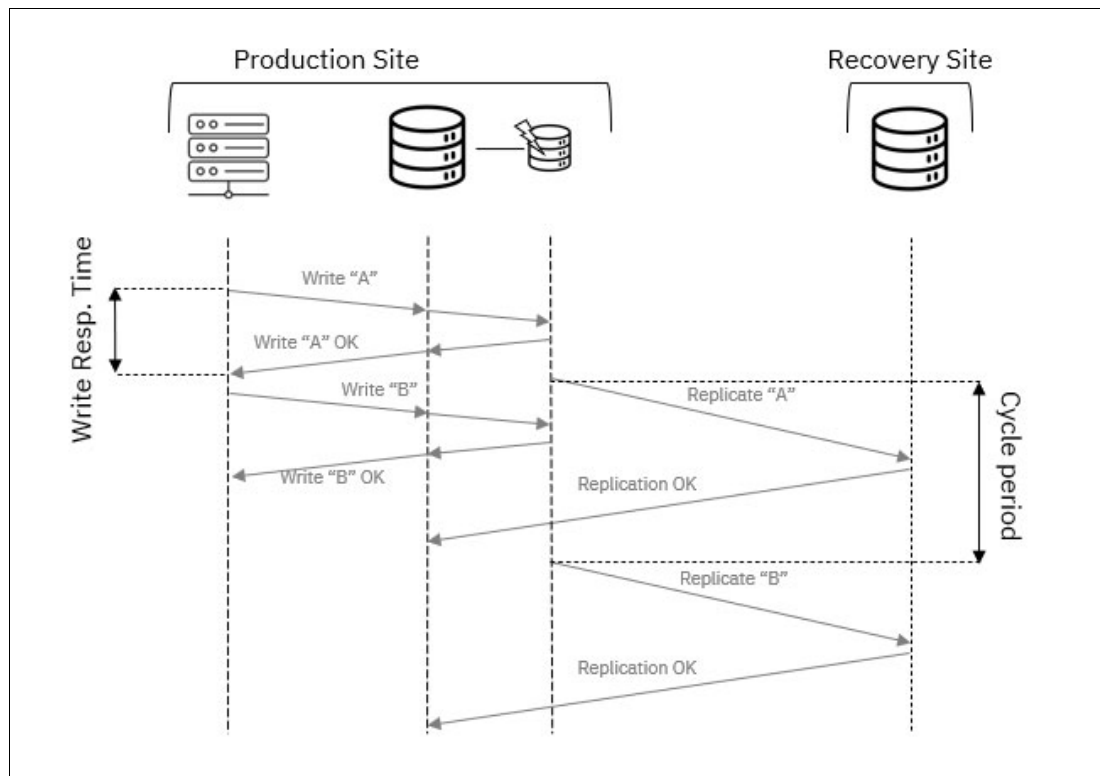 Production Site
Recovery Site
Write Resp. Time
Write “A”
Write “A” OK
Write “B”
Replicate “A”
Cycle period
Write “B” OK
Replication OK
Replicate “B”
Replication OK